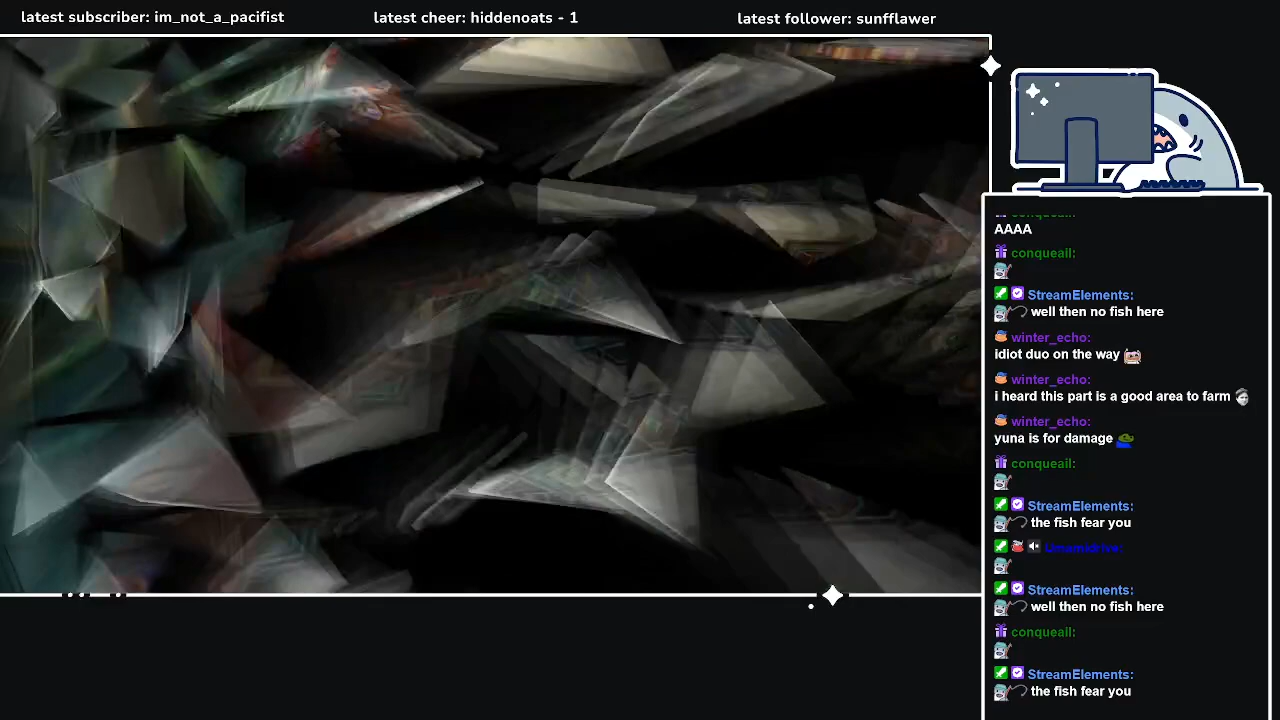 latest subscriber: im_not_a_pacifist
latest cheer: hiddenoats - 1
latest follower: sunfflawer
conqueail:
AAAA
conqueail:
StreamElements:
well then no fish here
winter_echo:
idiot duo on the way
winter_echo:
i heard this part is a good area to farm
winter_echo:
yuna is for damage
conqueail:
StreamElements:
the fish fear you
StreamElements:
well then no fish here
conqueail:
StreamElements:
the fish fear you